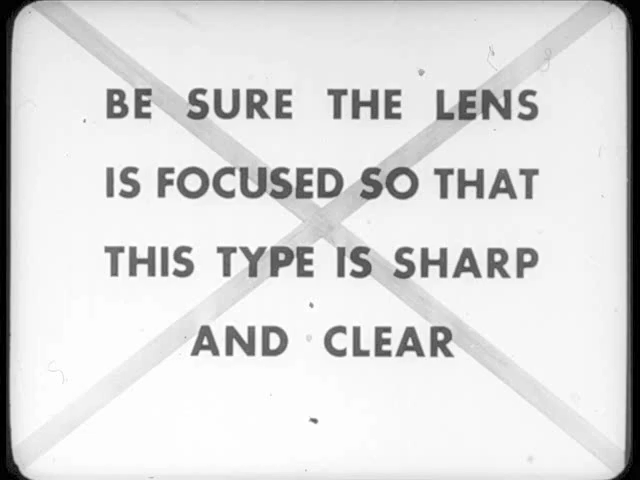 BE SURE THE LENS
IS FOCUSED SO THAT
THIS TYPE IS SHARP
AND CLEAR